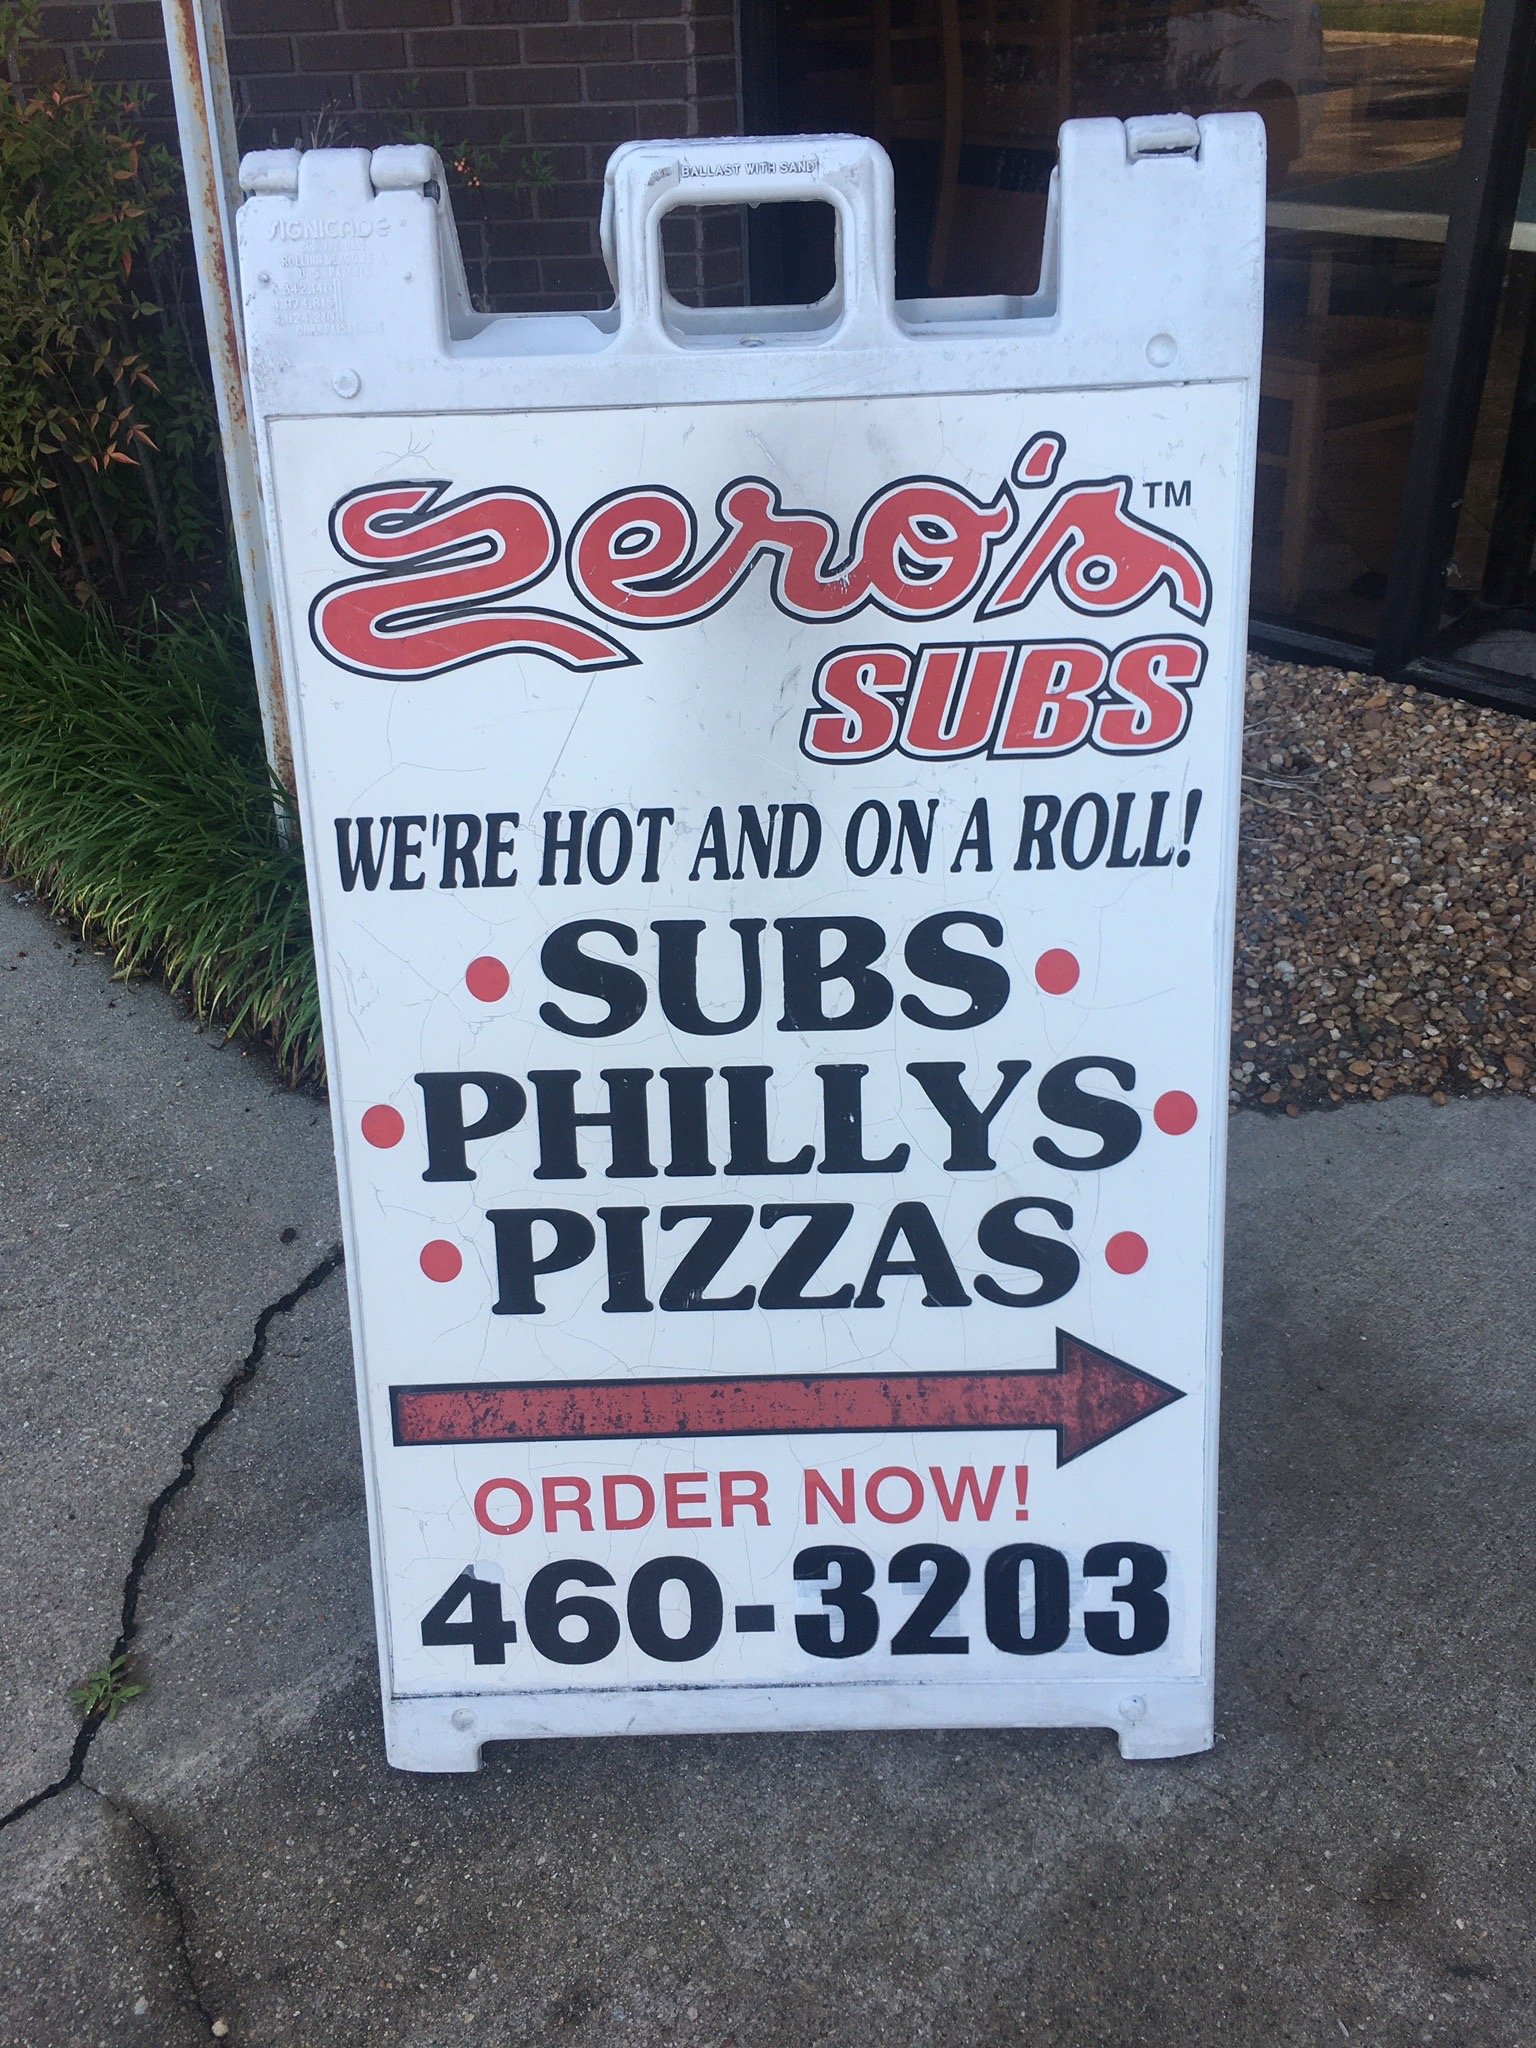 BALLAST WITH SAND
SIGNICADE
zero's™
SUBS
WE'RE HOT AND ON A ROLL!
• SUBS •
• PHILLYS •
• PIZZAS •
ORDER NOW!
460-3203